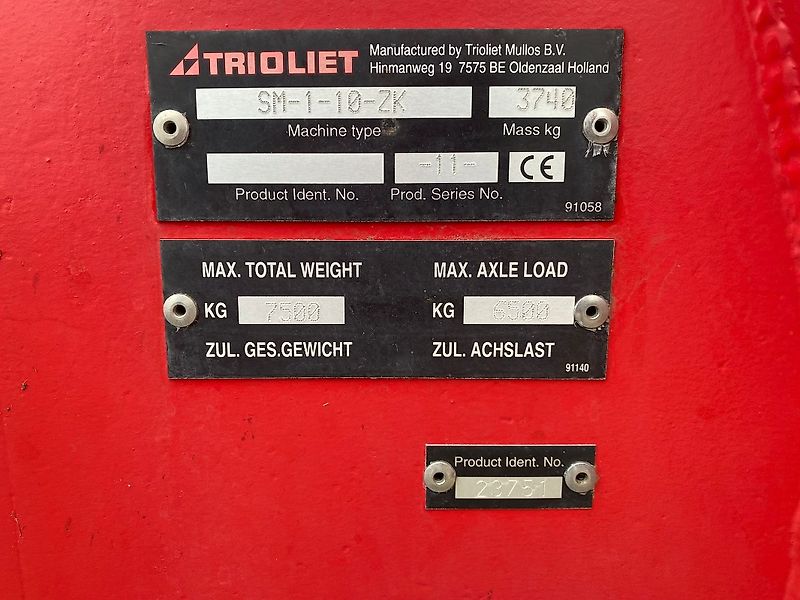 TRIOLIET
Manufactured by Trioliet Mullos B.V.
Hinmanweg 19 7575 BE Oldenzaal Holland
SM-1-10-ZK 3740
Machine type Mass kg
-11- CE
Product Ident. No. Prod. Series No.
91058
MAX. TOTAL WEIGHT MAX. AXLE LOAD
KG 7500 KG 6500
ZUL. GES.GEWICHT ZUL. ACHSLAST
91140
Product Ident. No.
23751